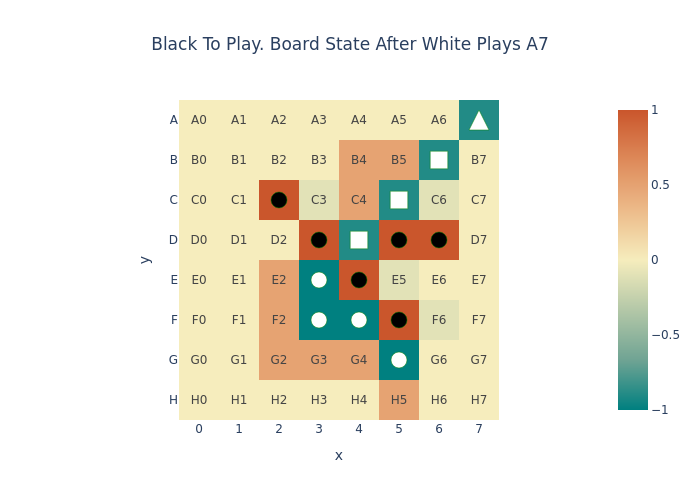 Black To Play. Board State After White Plays A7
A A0 A1 A2 A3 A4 A5 A6
B B0 B1 B2 B3 B4 B5 B7
C C0 C1 C3 C4 C6 C7
D D0 D1 D2 D7
E E0 E1 E2 E5 E6 E7
F F0 F1 F2 F6 F7
G G0 G1 G2 G3 G4 G6 G7
H H0 H1 H2 H3 H4 H5 H6 H7
0 1 2 3 4 5 6 7
x
y
1
0.5
0
−0.5
−1